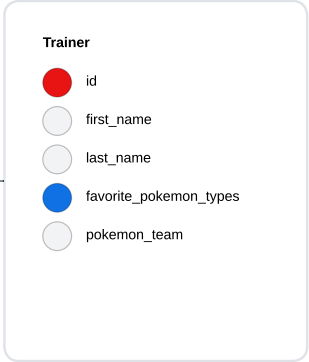 Trainer
id
first_name
last_name
favorite_pokemon_types
pokemon_team